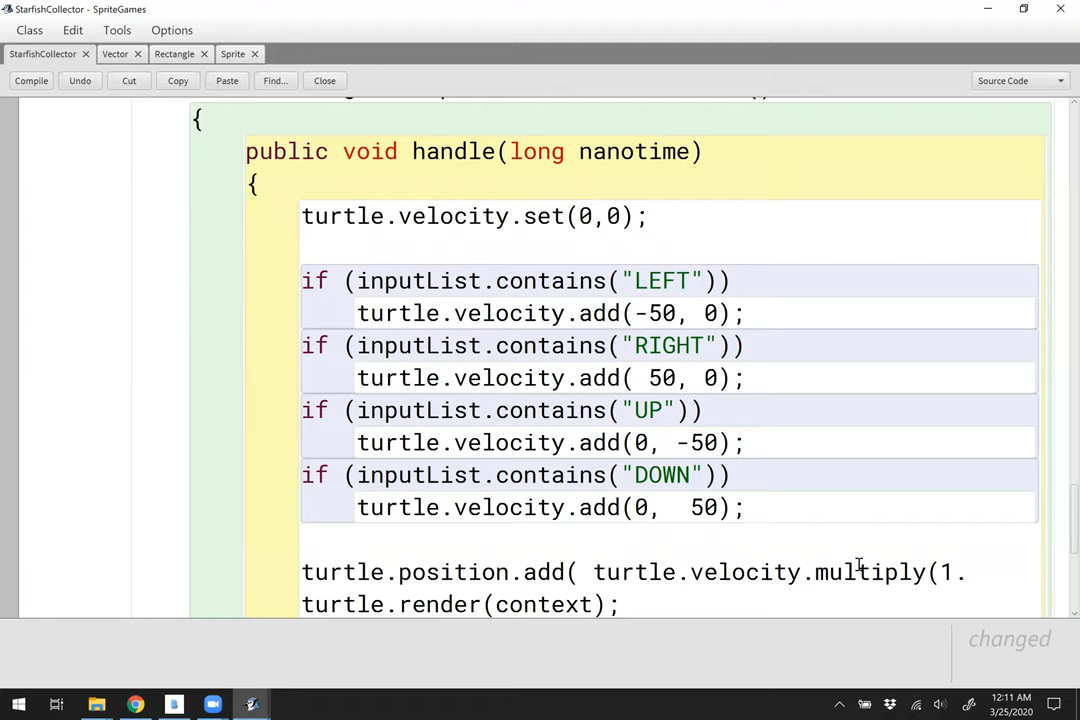 StarfishCollector - SpriteGames
Class Edit Tools Options
StarfishCollector Vector Rectangle Sprite
Compile Undo Cut Copy Paste Find... Close Source Code
{
public void handle(long nanotime)
{
turtle.velocity.set(0,0);
if (inputList.contains("LEFT"))
turtle.velocity.add(-50, 0);
if (inputList.contains("RIGHT"))
turtle.velocity.add( 50, 0);
if (inputList.contains("UP"))
turtle.velocity.add(0, -50);
if (inputList.contains("DOWN"))
turtle.velocity.add(0,  50);
turtle.position.add( turtle.velocity.multiply(1.
turtle.render(context);
changed
12:11 AM
3/25/2020